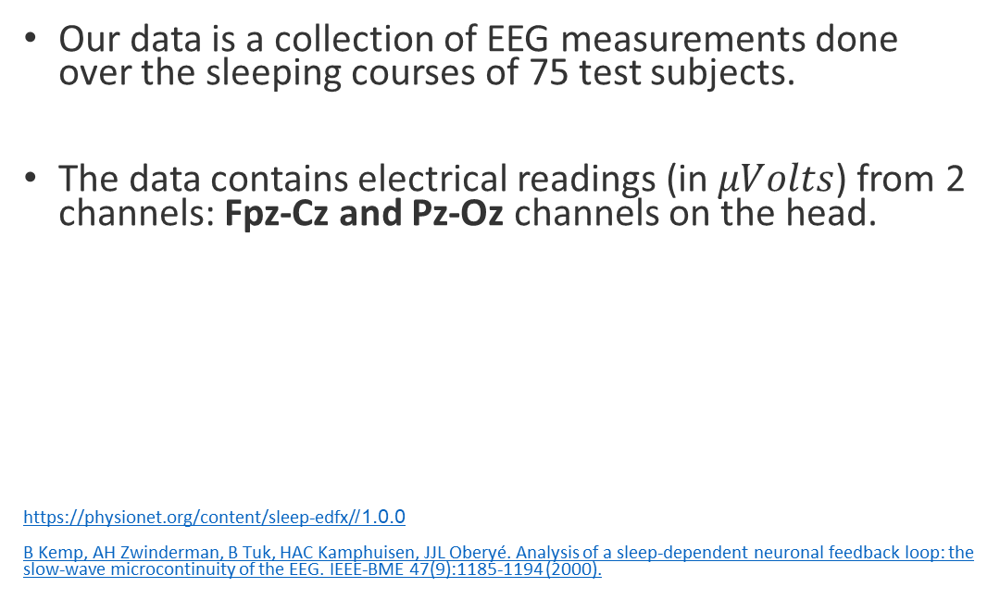 • Our data is a collection of EEG measurements done
over the sleeping courses of 75 test subjects.
• The data contains electrical readings (in μVolts) from 2
channels: Fpz-Cz and Pz-Oz channels on the head.
https://physionet.org/content/sleep-edfx//1.0.0
B Kemp, AH Zwinderman, B Tuk, HAC Kamphuisen, JJL Oberyé. Analysis of a sleep-dependent neuronal feedback loop: the
slow-wave microcontinuity of the EEG. IEEE-BME 47(9):1185-1194 (2000).